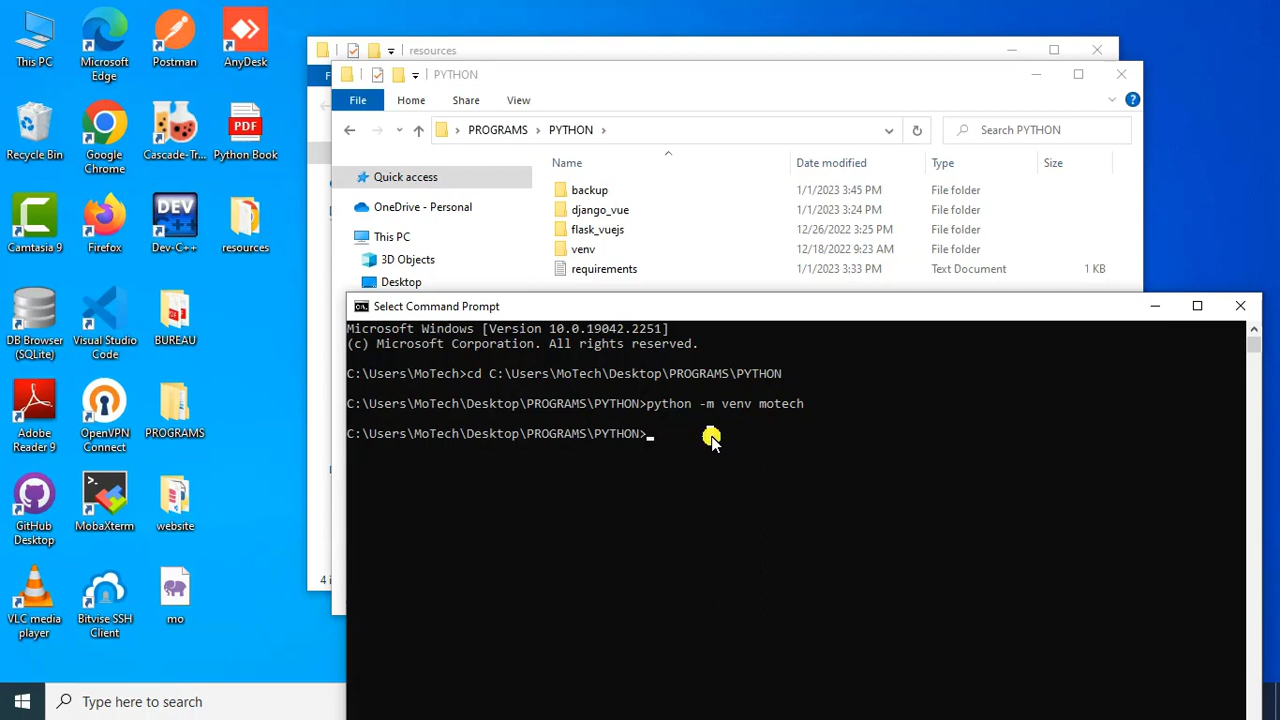 This PC
Microsoft
Edge
Postman
AnyDesk
Recycle Bin
Google
Chrome
Cascade-Tr...
Python Book
PDF
Camtasia 9
Firefox
DEV
C++
Dev-C++
resources
DB Browser
(SQLite)
Visual Studio
Code
BUREAU
Adobe
Reader 9
OpenVPN
Connect
PROGRAMS
GitHub
Desktop
MobaXterm
website
VLC media
player
Bitvise SSH
Client
mo
resources
F
4 i
PYTHON
File Home Share View
PROGRAMS PYTHON
Search PYTHON
Quick access
OneDrive - Personal
This PC
3D Objects
Desktop
Name Date modified Type Size
backup 1/1/2023 3:45 PM File folder
django_vue 1/1/2023 3:24 PM File folder
flask_vuejs 12/26/2022 3:25 PM File folder
venv 12/18/2022 9:23 AM File folder
requirements 1/1/2023 3:33 PM Text Document 1 KB
Select Command Prompt
Microsoft Windows [Version 10.0.19042.2251]
(c) Microsoft Corporation. All rights reserved.
C:\Users\MoTech>cd C:\Users\MoTech\Desktop\PROGRAMS\PYTHON
C:\Users\MoTech\Desktop\PROGRAMS\PYTHON>python -m venv motech
C:\Users\MoTech\Desktop\PROGRAMS\PYTHON>
Type here to search